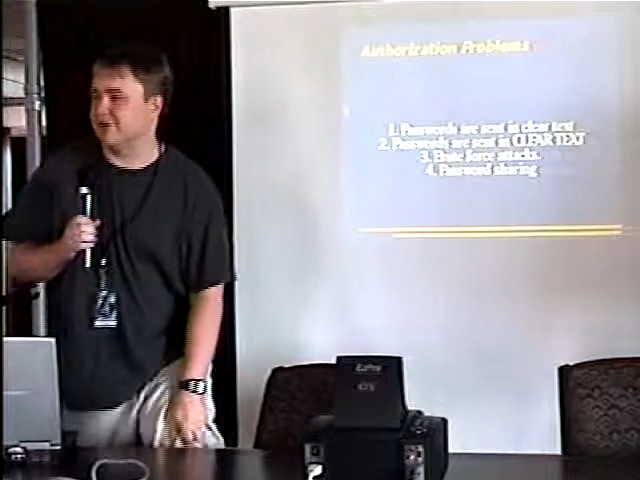 Authorization Problems
1. Passwords are sent in clear text
2. Passwords are sent in CLEAR TEXT
3. Brute force attacks.
4. Password sharing